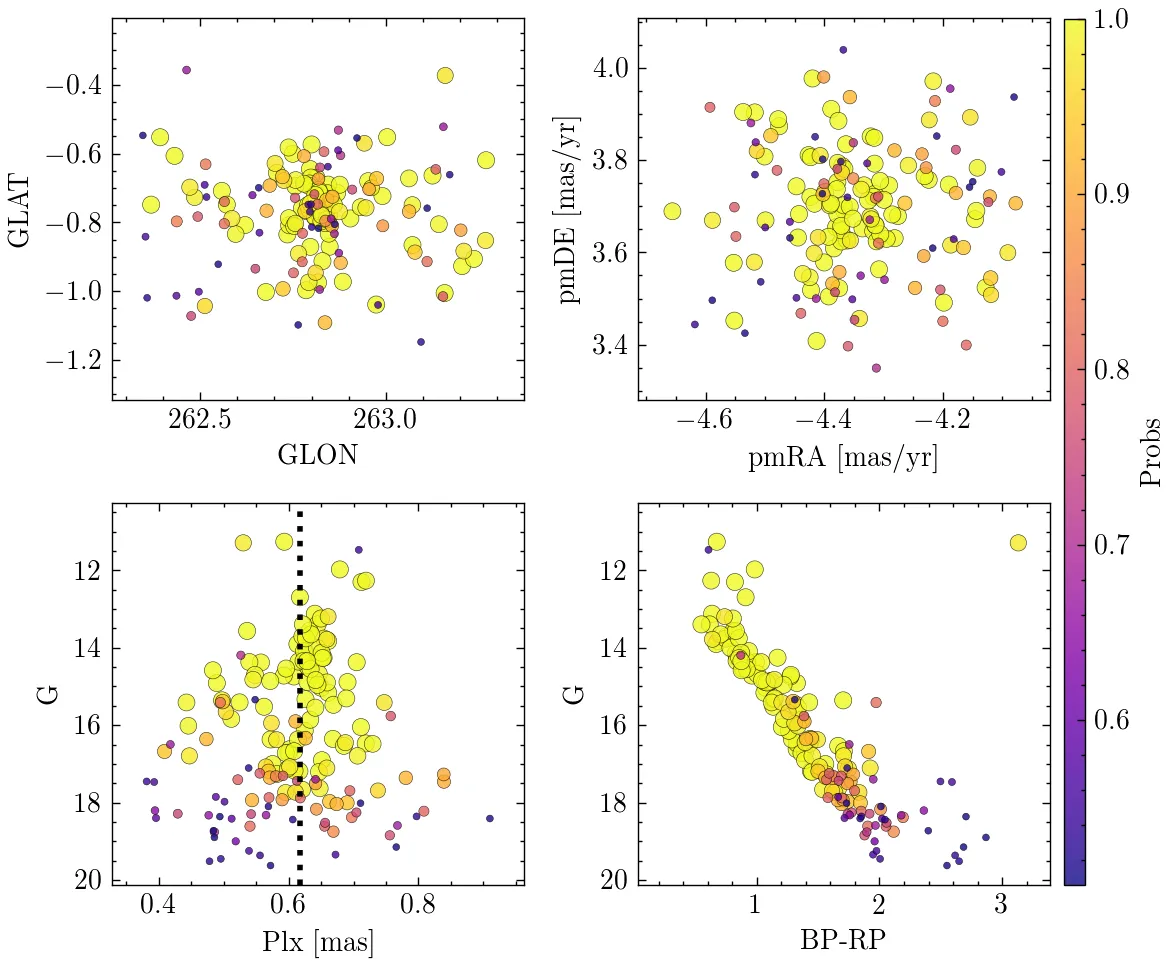 −0.4
−0.6
−0.8
−1.0
−1.2
GLAT
262.5 263.0
GLON
4.0
3.8
3.6
3.4
pmDE [mas/yr]
−4.6 −4.4 −4.2
pmRA [mas/yr]
12
14
16
18
20
G
0.4 0.6 0.8
Plx [mas]
12
14
16
18
20
G
1 2 3
BP-RP
1.0
0.9
0.8
0.7
0.6
Probs